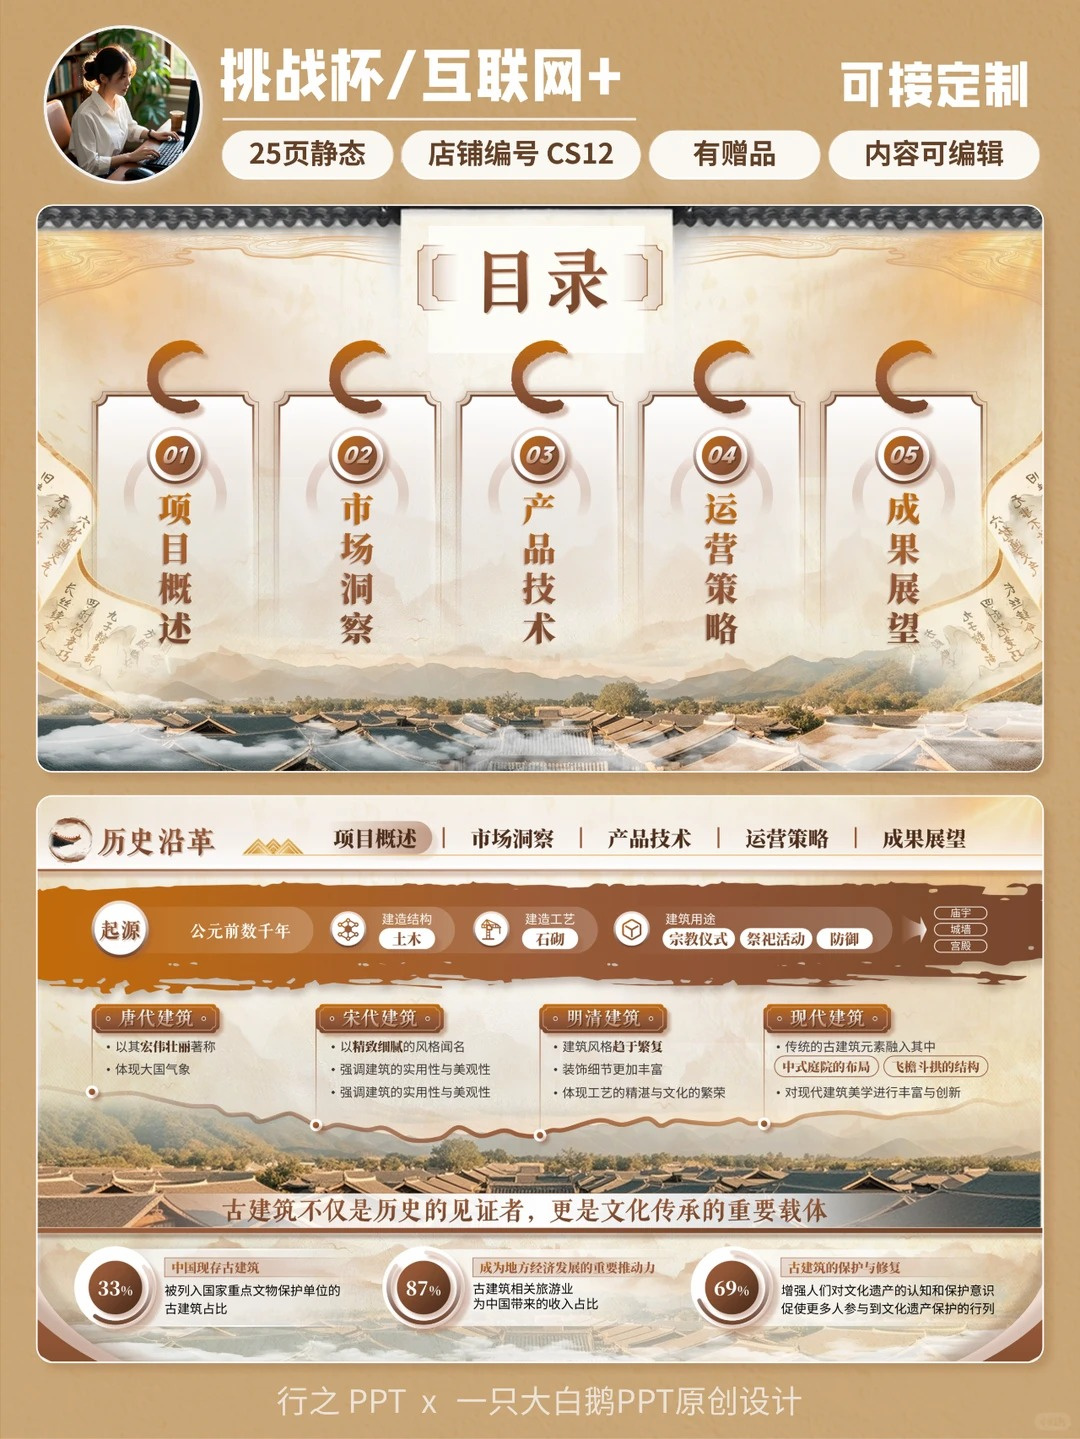 挑战杯/互联网+
可接定制
25页静态
店铺编号 CS12
有赠品
内容可编辑
目录
01
项目概述
02
市场洞察
03
产品技术
04
运营策略
05
成果展望
历史沿革
项目概述
市场洞察
产品技术
运营策略
成果展望
起源
公元前数千年
建造结构
土木
建造工艺
石砌
建筑用途
宗教仪式
祭祀活动
防御
庙宇
城墙
宫殿
唐代建筑
• 以其宏伟壮丽著称
• 体现大国气象
宋代建筑
• 以精致细腻的风格闻名
• 强调建筑的实用性与美观性
• 强调建筑的实用性与美观性
明清建筑
• 建筑风格趋于繁复
• 装饰细节更加丰富
• 体现工艺的精湛与文化的繁荣
现代建筑
• 传统的古建筑元素融入其中
中式庭院的布局
飞檐斗拱的结构
• 对现代建筑美学进行丰富与创新
古建筑不仅是历史的见证者，更是文化传承的重要载体
33%
中国现存古建筑
被列入国家重点文物保护单位的
古建筑占比
87%
成为地方经济发展的重要推动力
古建筑相关旅游业
为中国带来的收入占比
69%
古建筑的保护与修复
增强人们对文化遗产的认知和保护意识
促使更多人参与到文化遗产保护的行列
行之 PPT x 一只大白鹅PPT原创设计